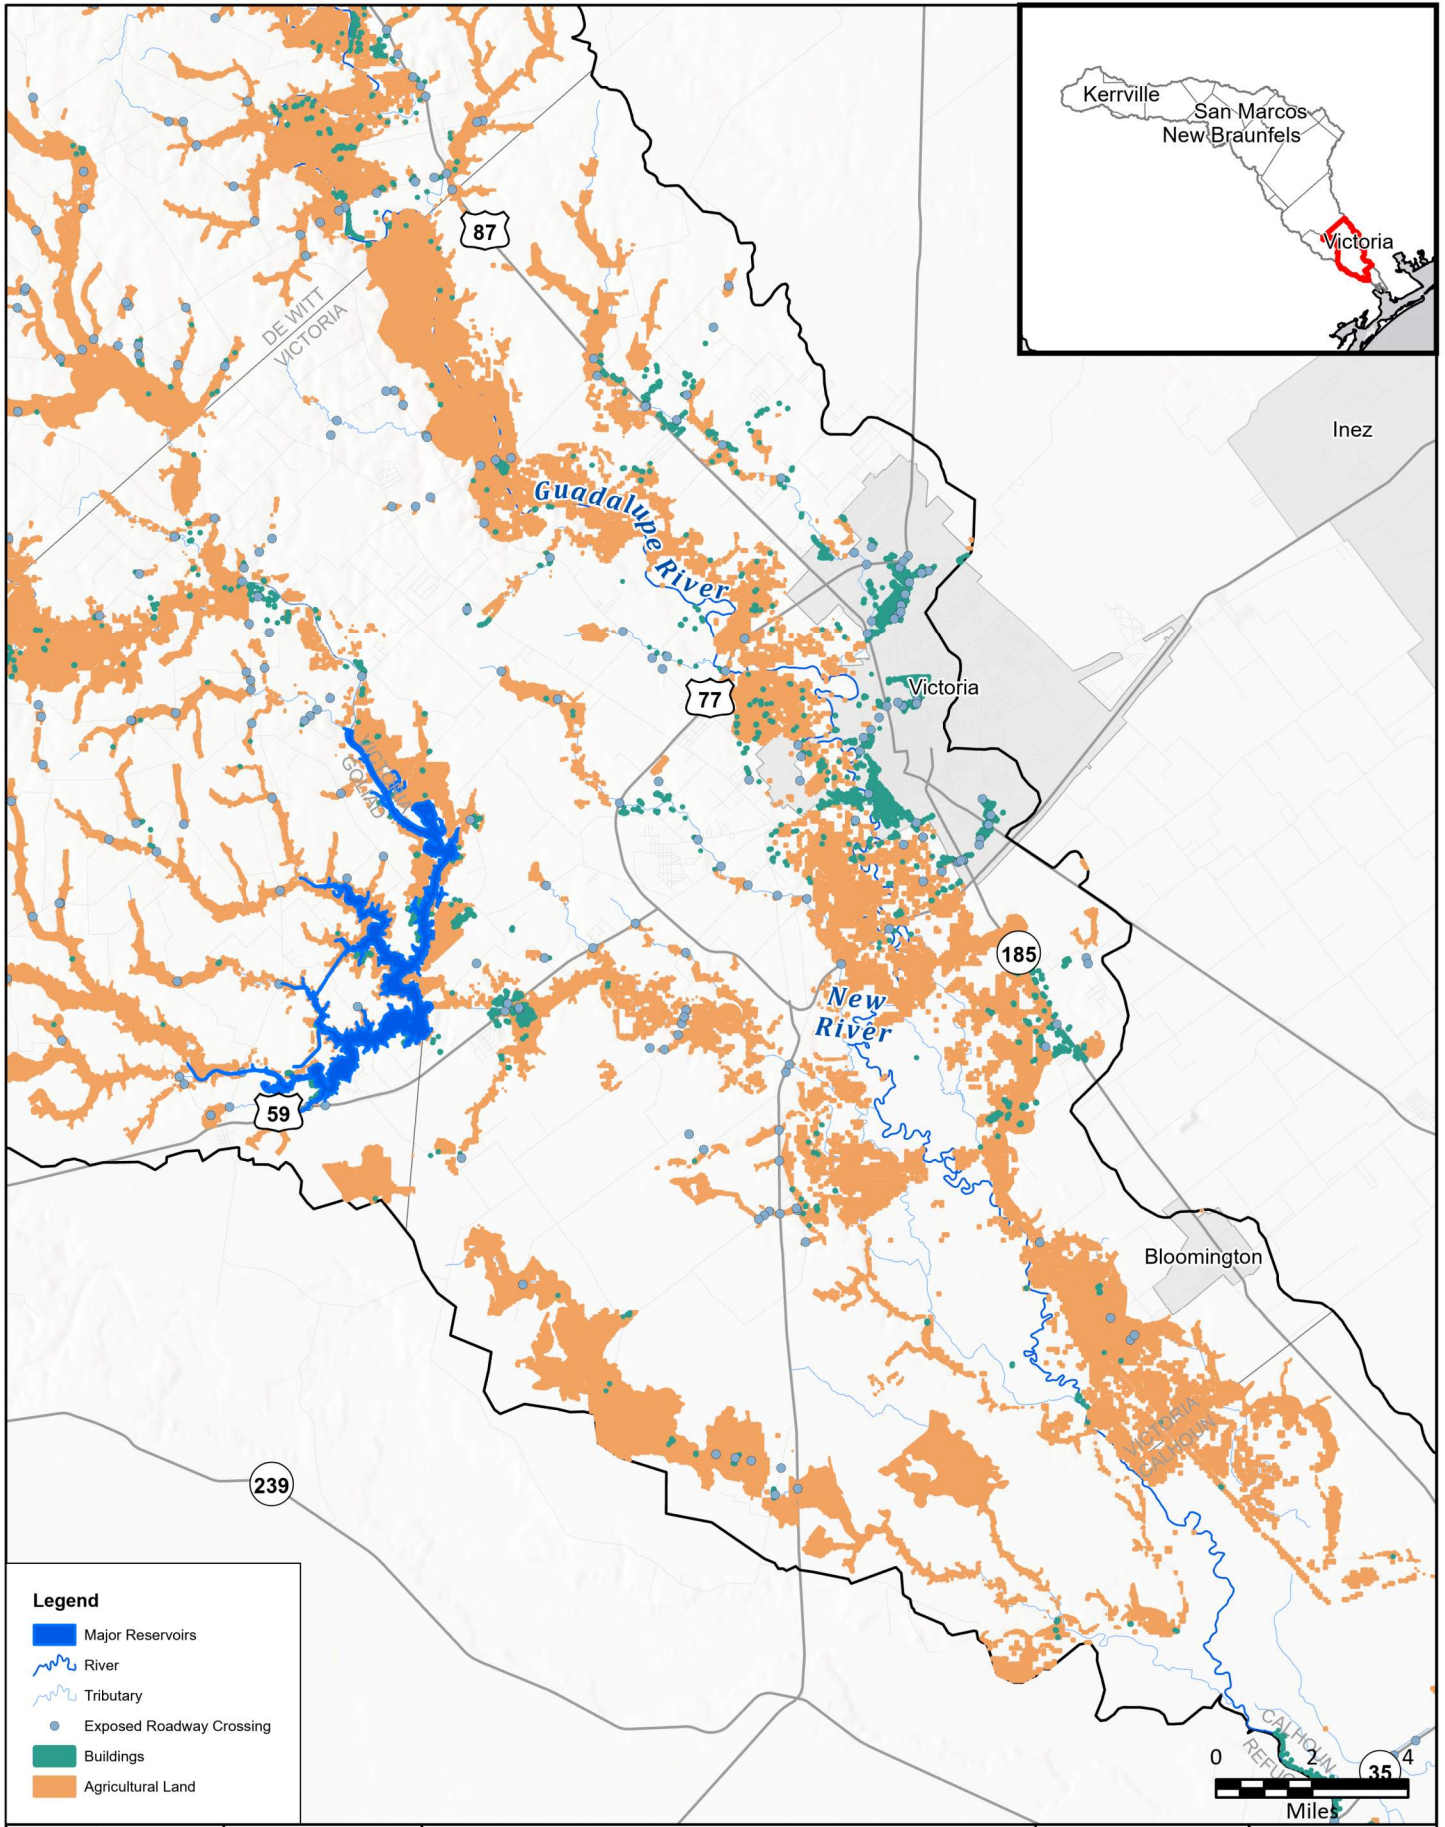 Kerrville
San Marcos
New Braunfels
Victoria
87
DE WITT
VICTORIA
Inez
Guadalupe River
77
Victoria
GOLIAD
185
New
River
59
Bloomington
VICTORIA
CALHOUN
239
Legend
Major Reservoirs
River
Tributary
Exposed Roadway Crossing
Buildings
Agricultural Land
CALHOUN
0 2 4
35
Miles